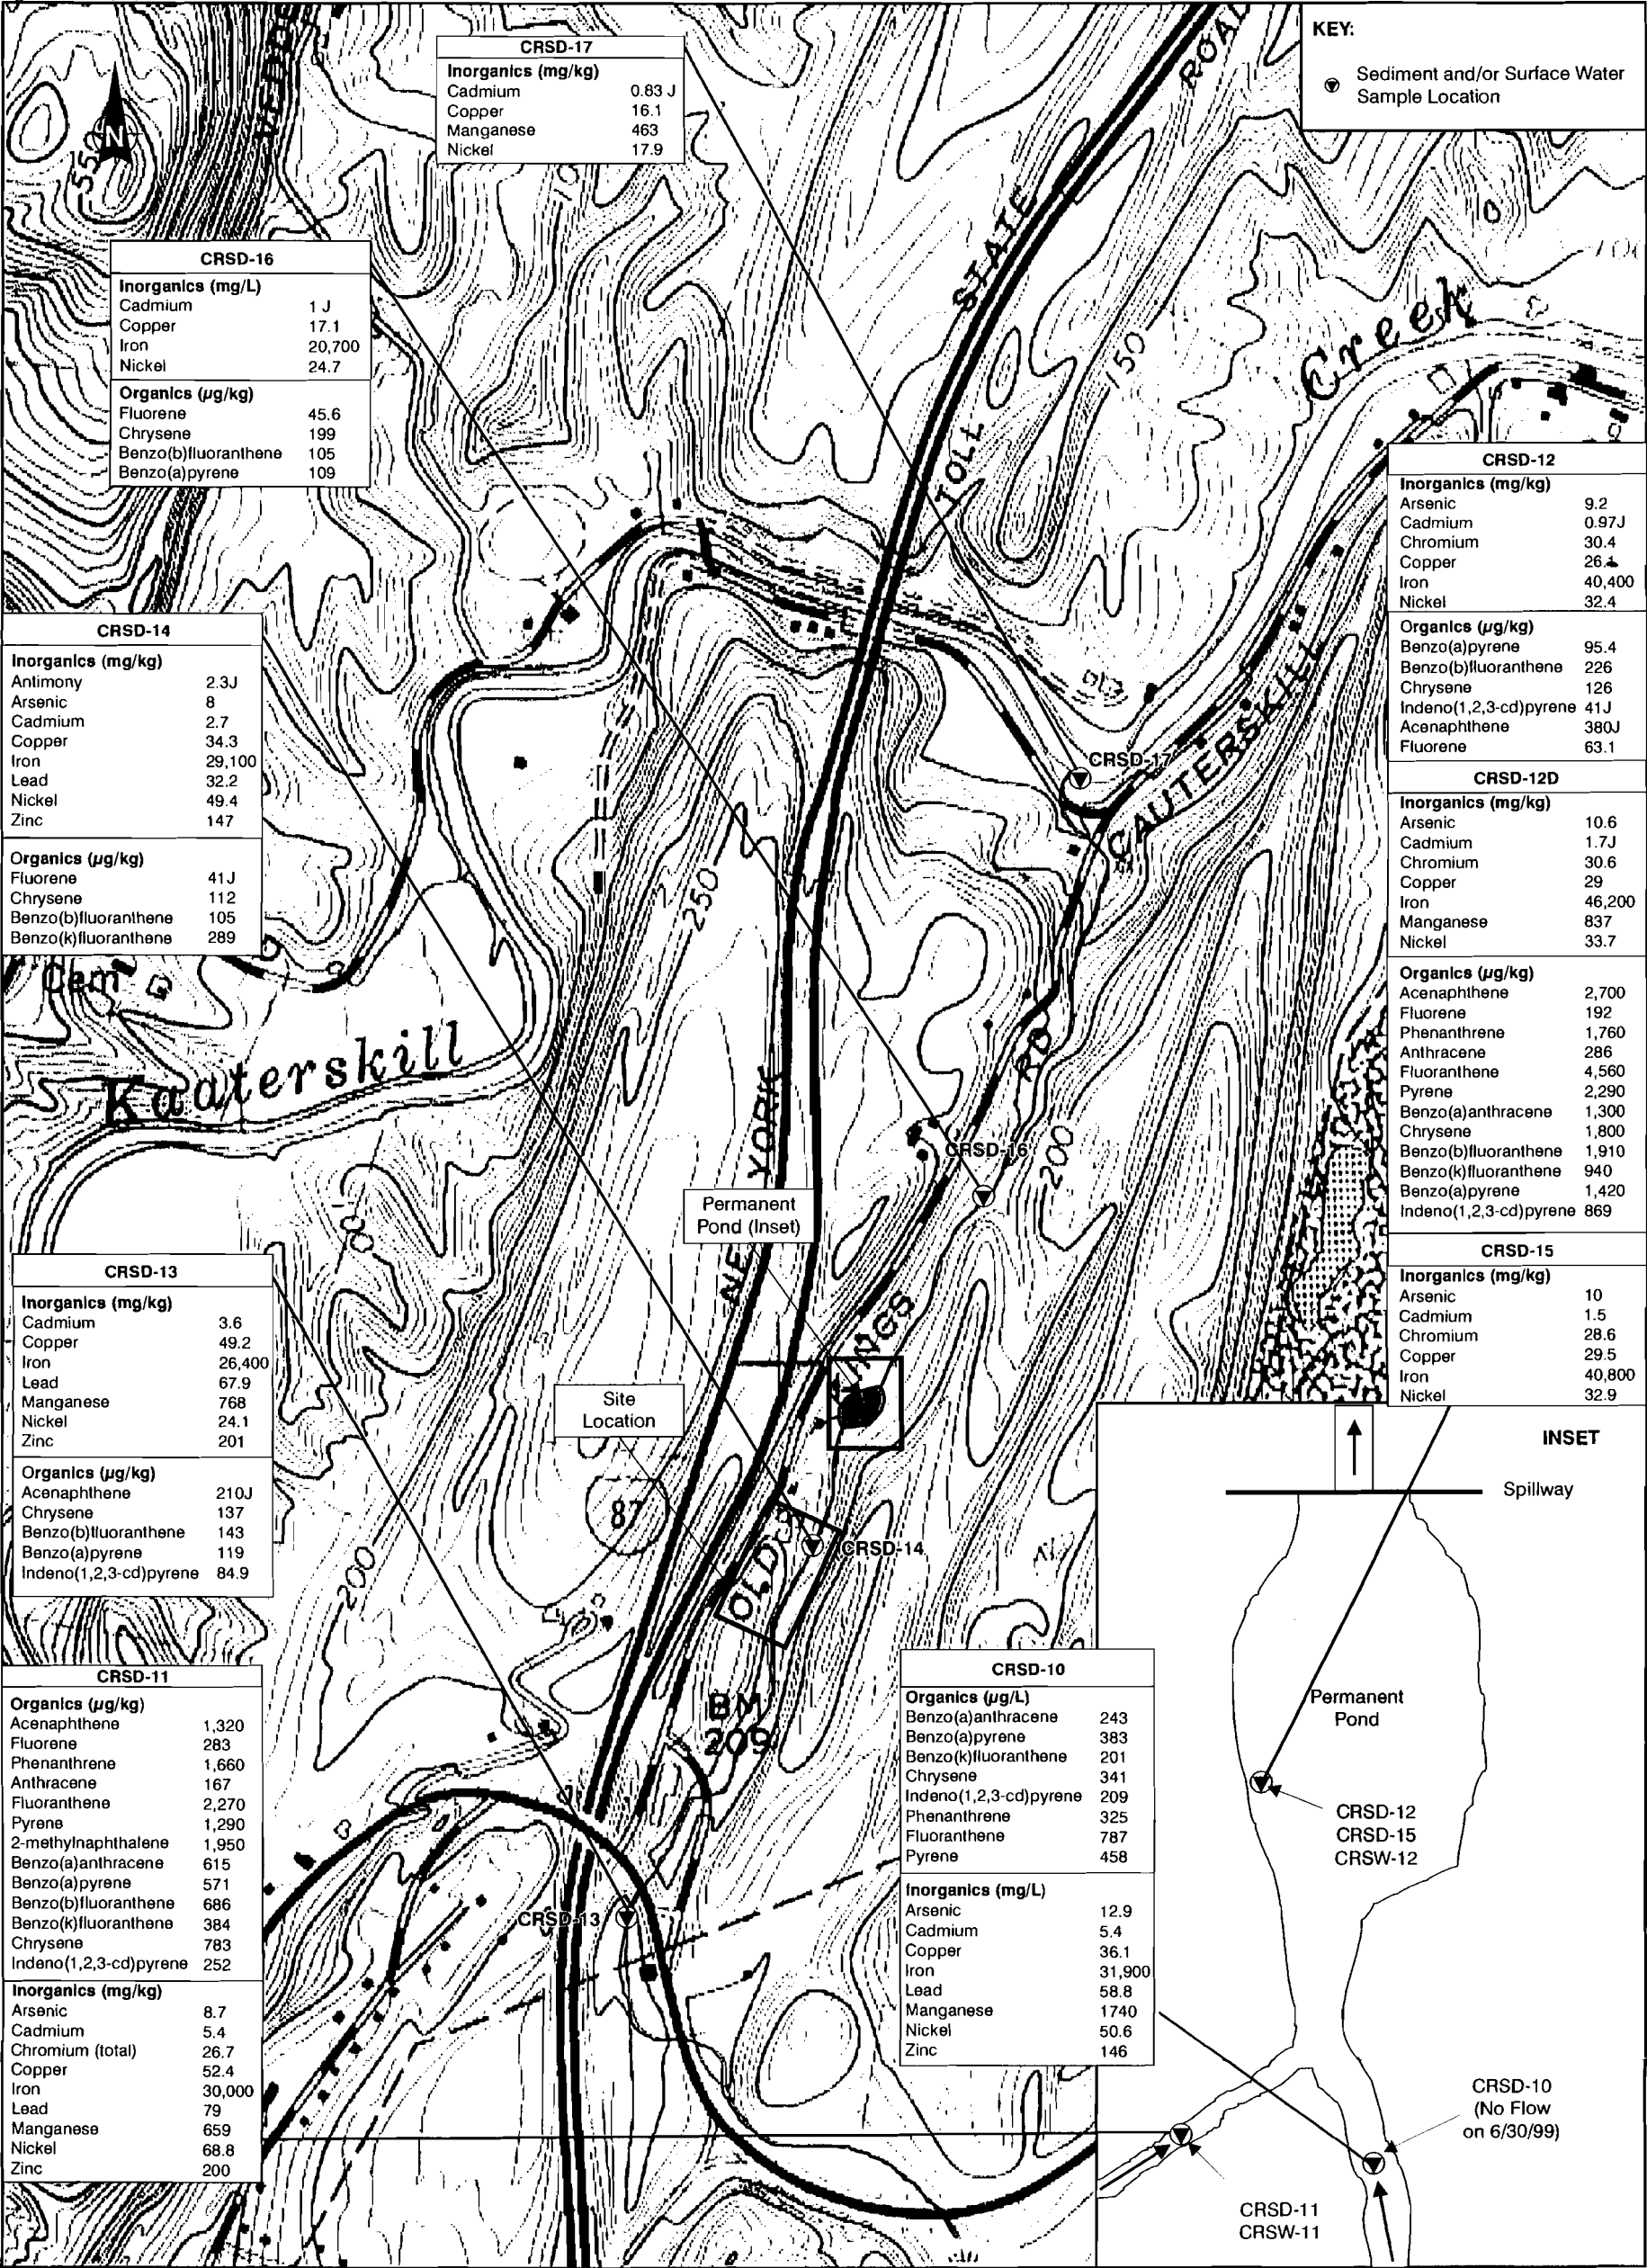 KEY:
Sediment and/or Surface Water
Sample Location
N
550
CRSD-17
Inorganics (mg/kg)
Cadmium 0.83 J
Copper 16.1
Manganese 463
Nickel 17.9
CRSD-16
Inorganics (mg/L)
Cadmium 1 J
Copper 17.1
Iron 20,700
Nickel 24.7
Organics (µg/kg)
Fluorene 45.6
Chrysene 199
Benzo(b)fluoranthene 105
Benzo(a)pyrene 109
CRSD-14
Inorganics (mg/kg)
Antimony 2.3J
Arsenic 8
Cadmium 2.7
Copper 34.3
Iron 29,100
Lead 32.2
Nickel 49.4
Zinc 147
Organics (µg/kg)
Fluorene 41J
Chrysene 112
Benzo(b)fluoranthene 105
Benzo(k)fluoranthene 289
CRSD-13
Inorganics (mg/kg)
Cadmium 3.6
Copper 49.2
Iron 26,400
Lead 67.9
Manganese 768
Nickel 24.1
Zinc 201
Organics (µg/kg)
Acenaphthene 210J
Chrysene 137
Benzo(b)fluoranthene 143
Benzo(a)pyrene 119
Indeno(1,2,3-cd)pyrene 84.9
CRSD-11
Organics (µg/kg)
Acenaphthene 1,320
Fluorene 283
Phenanthrene 1,660
Anthracene 167
Fluoranthene 2,270
Pyrene 1,290
2-methylnaphthalene 1,950
Benzo(a)anthracene 615
Benzo(a)pyrene 571
Benzo(b)fluoranthene 686
Benzo(k)fluoranthene 384
Chrysene 783
Indeno(1,2,3-cd)pyrene 252
Inorganics (mg/kg)
Arsenic 8.7
Cadmium 5.4
Chromium (total) 26.7
Copper 52.4
Iron 30,000
Lead 79
Manganese 659
Nickel 68.8
Zinc 200
CRSD-12
Inorganics (mg/kg)
Arsenic 9.2
Cadmium 0.97J
Chromium 30.4
Copper
Iron 40,400
Nickel 32.4
Organics (µg/kg)
Benzo(a)pyrene 95.4
Benzo(b)fluoranthene 226
Chrysene 126
Indeno(1,2,3-cd)pyrene 41J
Acenaphthene 380J
Fluorene 63.1
CRSD-12D
Inorganics (mg/kg)
Arsenic 10.6
Cadmium 1.7J
Chromium 30.6
Copper 29
Iron 46,200
Manganese 837
Nickel 33.7
Organics (µg/kg)
Acenaphthene 2,700
Fluorene 192
Phenanthrene 1,760
Anthracene 286
Fluoranthene 4,560
Pyrene 2,290
Benzo(a)anthracene 1,300
Chrysene 1,800
Benzo(b)fluoranthene 1,910
Benzo(k)fluoranthene 940
Benzo(a)pyrene 1,420
Indeno(1,2,3-cd)pyrene 869
CRSD-15
Inorganics (mg/kg)
Arsenic 10
Cadmium 1.5
Chromium 28.6
Copper 29.5
Iron 40,800
Nickel 32.9
CRSD-10
Organics (µg/L)
Benzo(a)anthracene 243
Benzo(a)pyrene 383
Benzo(k)fluoranthene 201
Chrysene 341
Indeno(1,2,3-cd)pyrene 209
Phenanthrene 325
Fluoranthene 787
Pyrene 458
Inorganics (mg/L)
Arsenic 12.9
Cadmium 5.4
Copper 36.1
Iron 31,900
Lead 58.8
Manganese 1740
Nickel 50.6
Zinc 146
STATE
TOLL
ROAD
150
Creek
CRSD-17
CAUTERSKILL
250
Cem
Kaaterskill
YORK
RD
CRSD-16
200
Permanent
Pond (Inset)
100
Site
Location
87
OLD
CRSD-14
200
BM
209
CRSD-13
INSET
Spillway
Permanent
Pond
CRSD-12
CRSD-15
CRSW-12
CRSD-10
(No Flow
on 6/30/99)
CRSD-11
CRSW-11